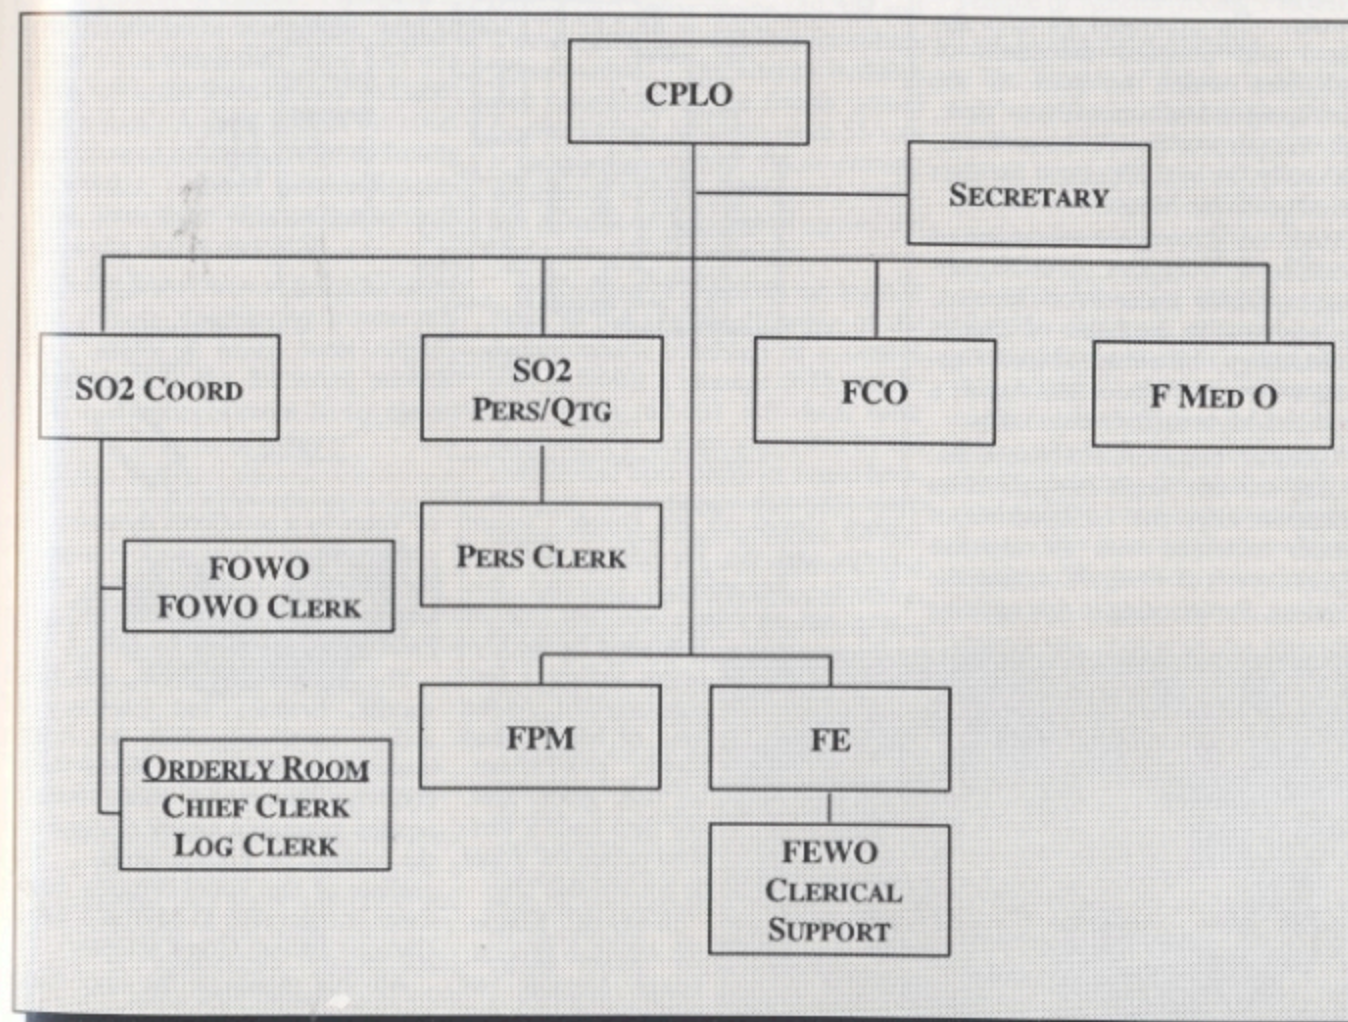 CPLO
SECRETARY
SO2 COORD
SO2
PERS/QTG
FCO
F MED O
PERS CLERK
FOWO
FOWO CLERK
FPM
FE
ORDERLY ROOM
CHIEF CLERK
LOG CLERK
FEWO
CLERICAL
SUPPORT